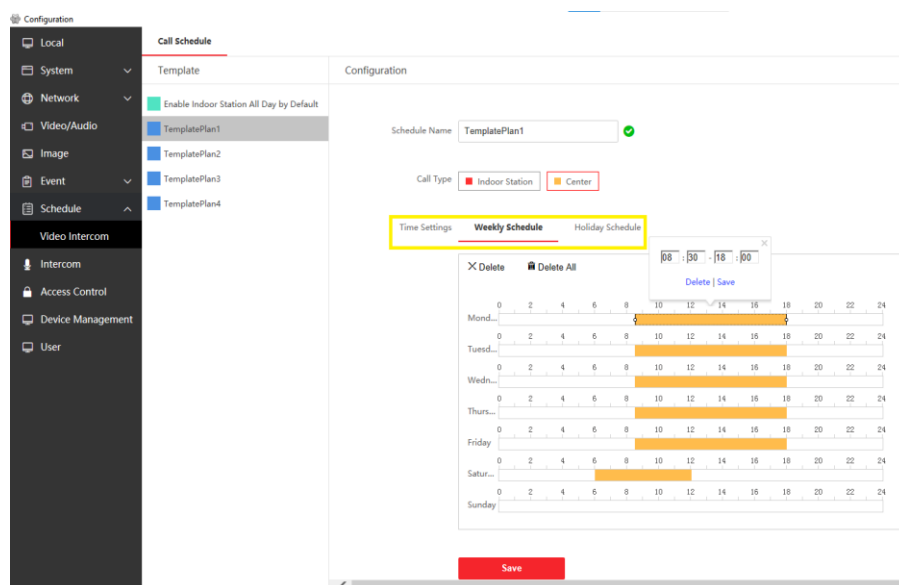 Configuration
Local
System
Network
Video/Audio
Image
Event
Schedule
Video Intercom
Intercom
Access Control
Device Management
User
Call Schedule
Template
Enable Indoor Station All Day by Default
TemplatePlan1
TemplatePlan2
TemplatePlan3
TemplatePlan4
Configuration
Schedule Name TemplatePlan1
Call Type Indoor Station Center
Time Settings Weekly Schedule Holiday Schedule
08 : 30 - 18 : 00
Delete | Save
Delete Delete All
0 2 4 6 8 10 12 14 16 18 20 22 24
Mond...
0 2 4 6 8 10 12 14 16 18 20 22 24
Tuesd...
0 2 4 6 8 10 12 14 16 18 20 22 24
Wedn...
0 2 4 6 8 10 12 14 16 18 20 22 24
Thurs...
0 2 4 6 8 10 12 14 16 18 20 22 24
Friday
0 2 4 6 8 10 12 14 16 18 20 22 24
Satur...
0 2 4 6 8 10 12 14 16 18 20 22 24
Sunday
Save